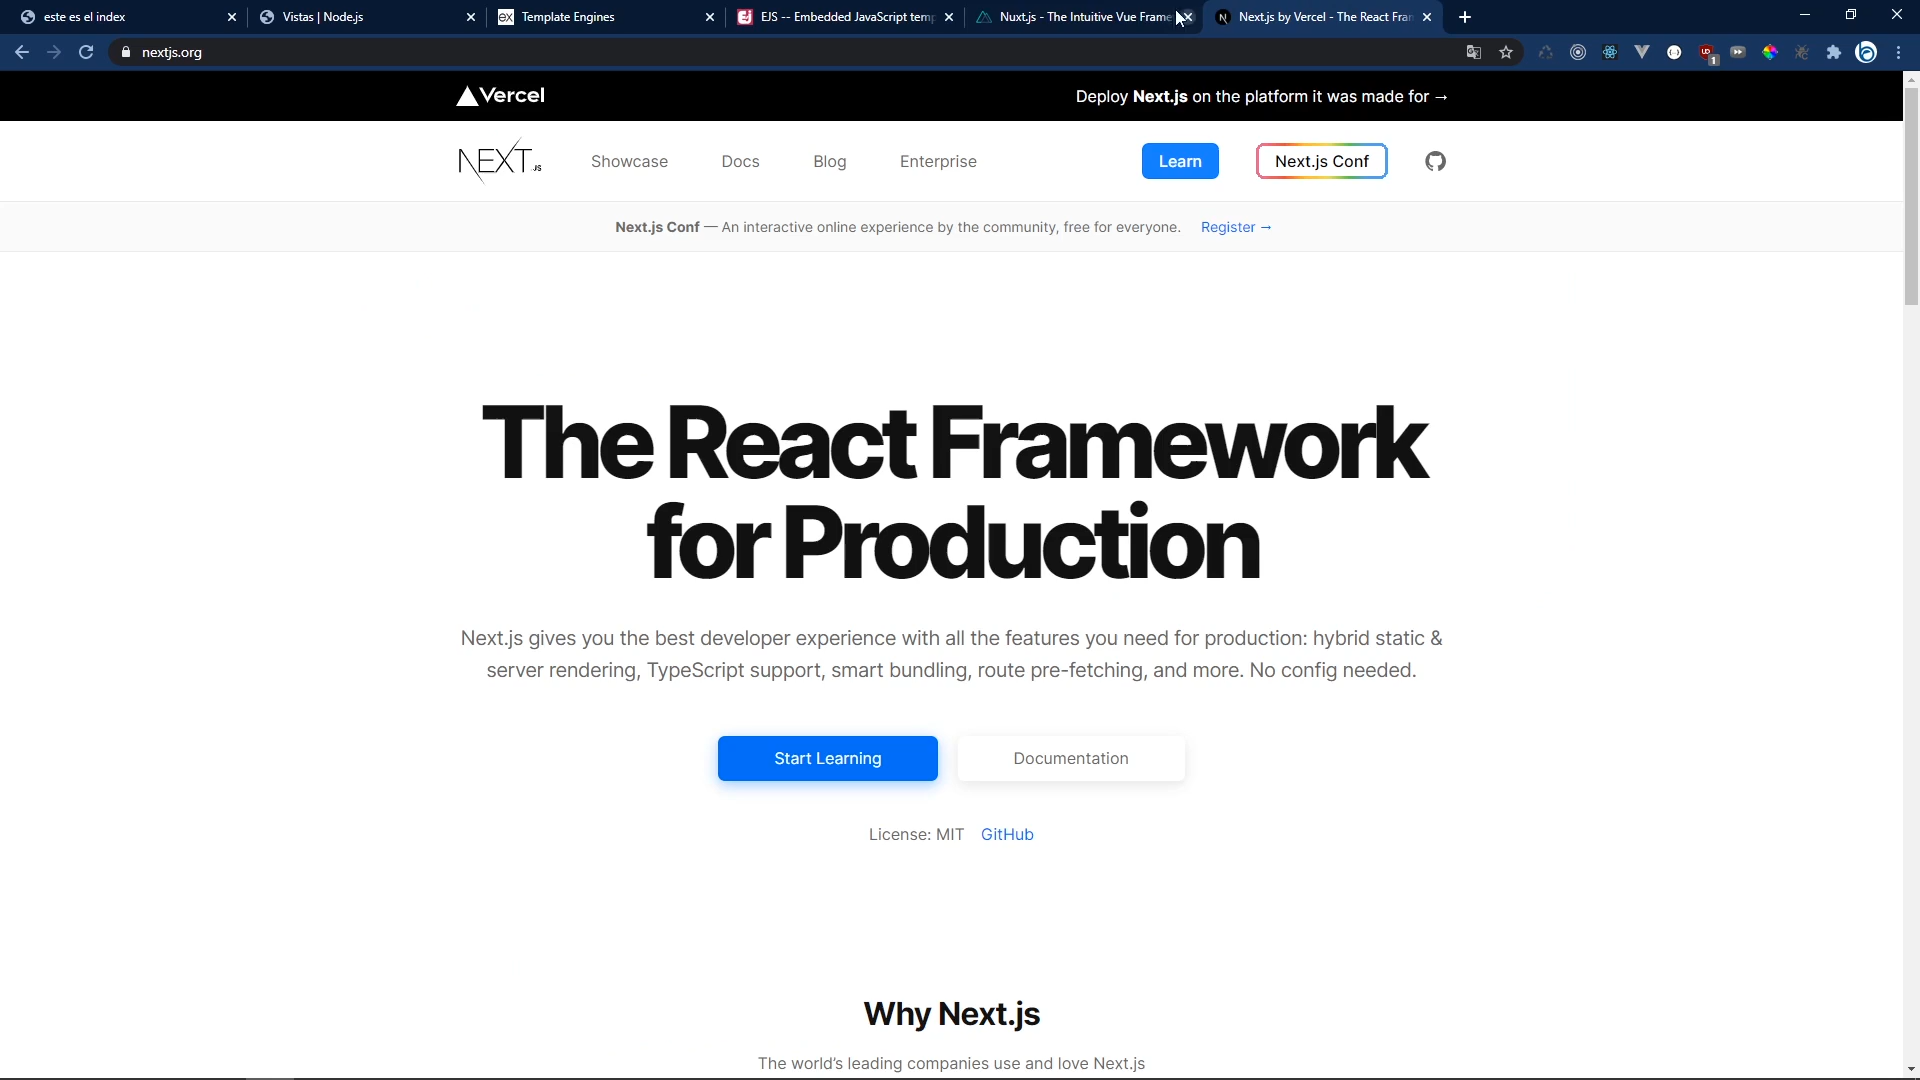 este es el index
Vistas | Node.js
Template Engines
EJS -- Embedded JavaScript temp
Nuxt.js - The Intuitive Vue Frame
Next.js by Vercel - The React Fran
nextjs.org
1
Vercel
Deploy Next.js on the platform it was made for →
NEXT.JS
Showcase
Docs
Blog
Enterprise
Learn
Next.js Conf
Next.js Conf — An interactive online experience by the community, free for everyone. Register →
The React Framework
for Production
Next.js gives you the best developer experience with all the features you need for production: hybrid static &
server rendering, TypeScript support, smart bundling, route pre-fetching, and more. No config needed.
Start Learning
Documentation
License: MIT GitHub
Why Next.js
The world's leading companies use and love Next.js